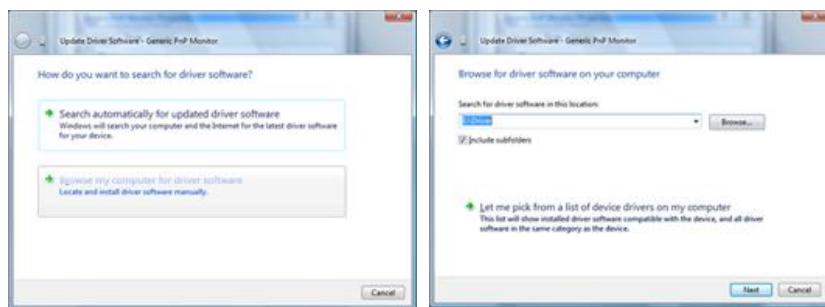 Update Driver Software - Generic PnP Monitor
How do you want to search for driver software?
Search automatically for updated driver software
Windows will search your computer and the Internet for the latest driver software
for your device.
Browse my computer for driver software
Locate and install driver software manually.
Cancel
Update Driver Software - Generic PnP Monitor
Browse for driver software on your computer
Search for driver software in this location:
Browse...
Include subfolders
Let me pick from a list of device drivers on my computer
This list will show installed driver software compatible with the device, and all driver
software in the same category as the device.
Next
Cancel